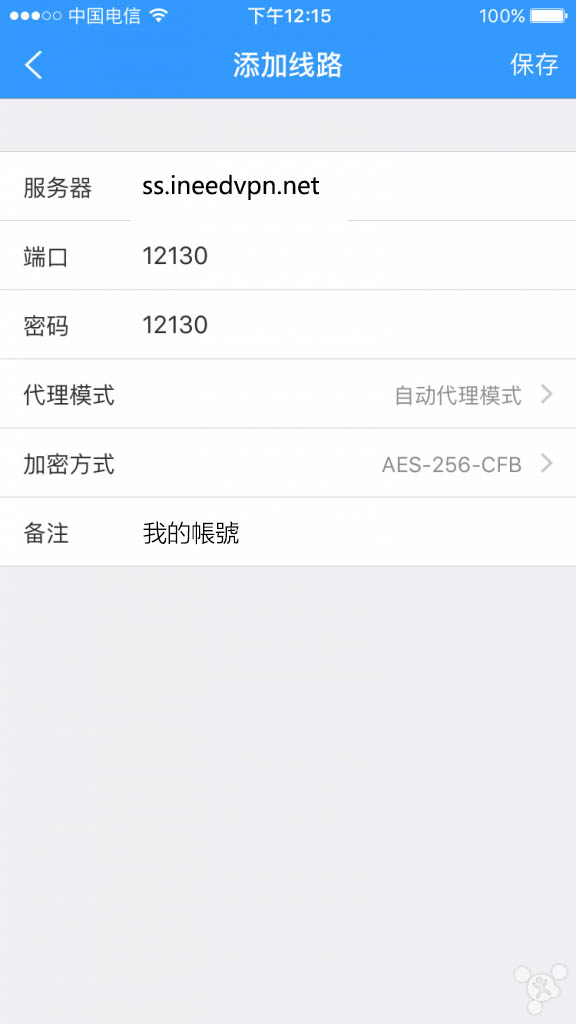 中国电信 下午12:15 100%
添加线路 保存
服务器 ss.ineedvpn.net
端口 12130
密码 12130
代理模式 自动代理模式
加密方式 AES-256-CFB
备注 我的帳號